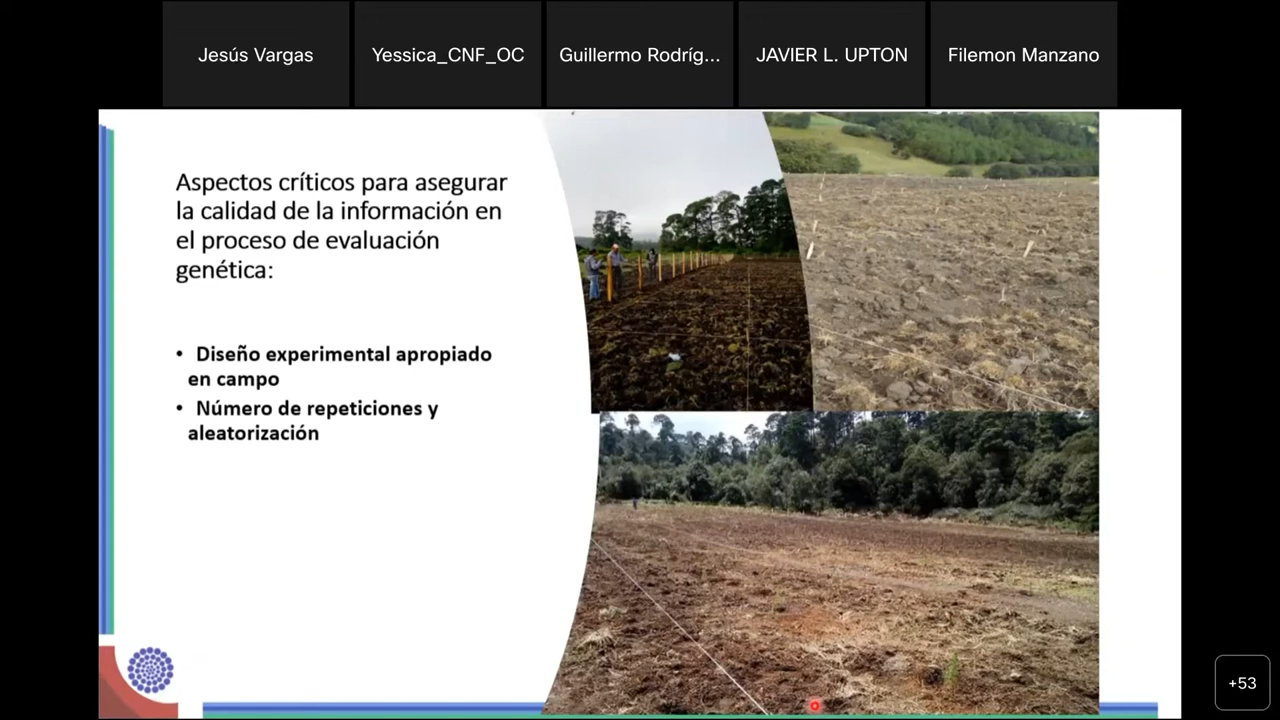 Jesús Vargas
Yessica_CNF_OC
Guillermo Rodríg...
JAVIER L. UPTON
Filemon Manzano
Aspectos críticos para asegurar
la calidad de la información en
el proceso de evaluación
genética:
• Diseño experimental apropiado
en campo
• Número de repeticiones y
aleatorización
+53